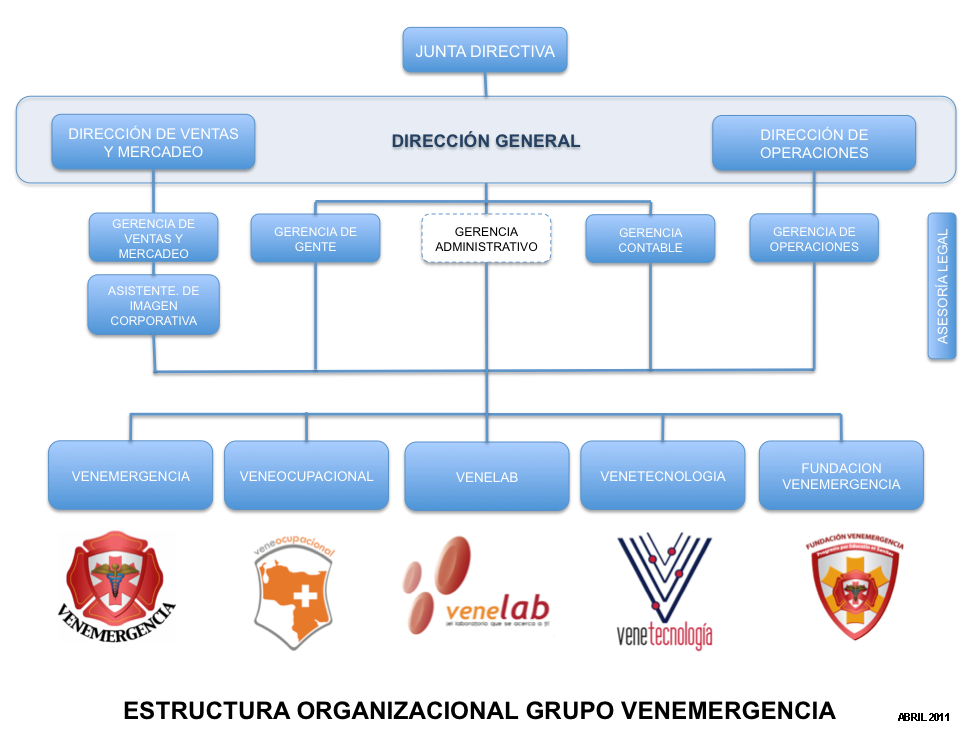 JUNTA DIRECTIVA
DIRECCIÓN DE VENTAS
Y MERCADEO
DIRECCIÓN GENERAL
DIRECCIÓN DE
OPERACIONES
GERENCIA DE
VENTAS Y
MERCADEO
GERENCIA DE
GENTE
GERENCIA
ADMINISTRATIVO
GERENCIA
CONTABLE
GERENCIA DE
OPERACIONES
ASESORÍA LEGAL
ASISTENTE. DE
IMAGEN
CORPORATIVA
VENEMERGENCIA
VENEOCUPACIONAL
VENELAB
VENETECNOLOGIA
FUNDACION
VENEMERGENCIA
VENEMERGENCIA
veneocupacional
venelab
¡el laboratorio que se acerca a ti!
venetecnología
FUNDACIÓN VENEMERGENCIA
ESTRUCTURA ORGANIZACIONAL GRUPO VENEMERGENCIA
ABRIL 2011